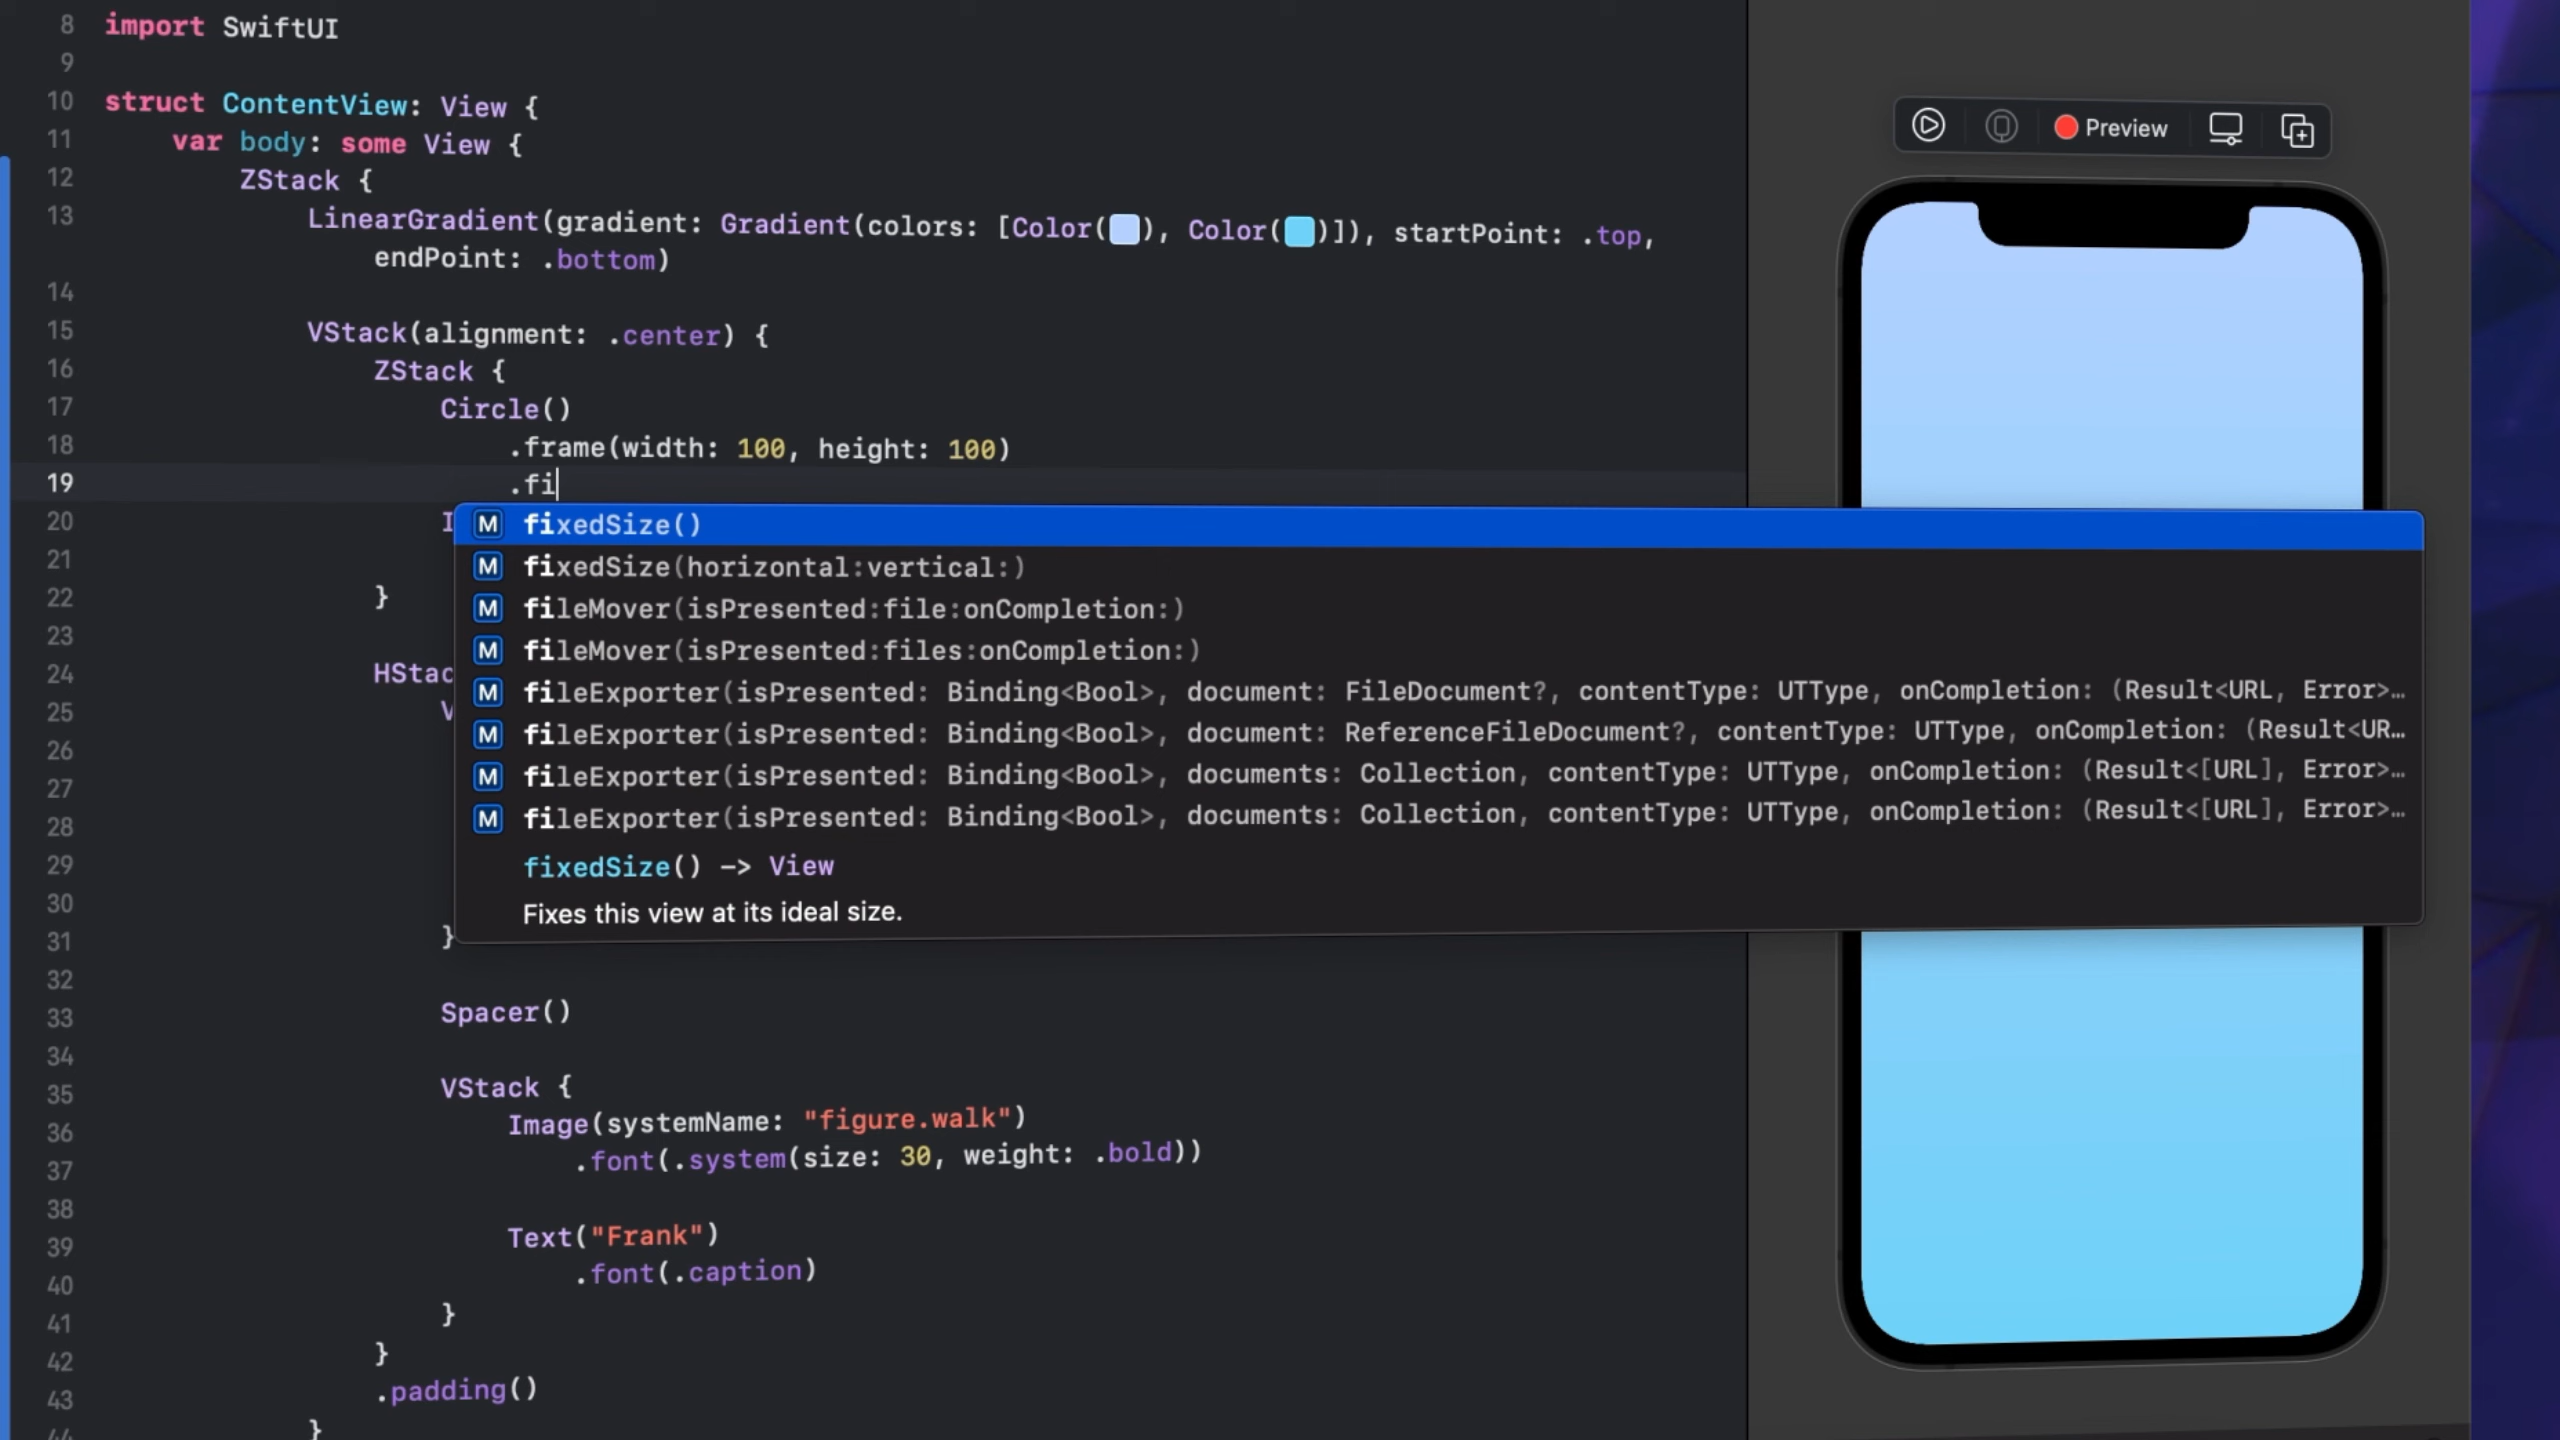 8 import SwiftUI
9
10 struct ContentView: View {
11 var body: some View {
12 ZStack {
13 LinearGradient(gradient: Gradient(colors: [Color(), Color()]), startPoint: .top,
endPoint: .bottom)
14
15 VStack(alignment: .center) {
16 ZStack {
17 Circle()
18 .frame(width: 100, height: 100)
19 .fi
20 I
M fixedSize()
21
M fixedSize(horizontal:vertical:)
22 }
M fileMover(isPresented:file:onCompletion:)
23
M fileMover(isPresented:files:onCompletion:)
24 HStac
M fileExporter(isPresented: Binding<Bool>, document: FileDocument?, contentType: UTType, onCompletion: (Result<URL, Error>…
25 V
M fileExporter(isPresented: Binding<Bool>, document: ReferenceFileDocument?, contentType: UTType, onCompletion: (Result<UR…
26
M fileExporter(isPresented: Binding<Bool>, documents: Collection, contentType: UTType, onCompletion: (Result<[URL], Error>…
27
M fileExporter(isPresented: Binding<Bool>, documents: Collection, contentType: UTType, onCompletion: (Result<[URL], Error>…
28
29
fixedSize() -> View
30
Fixes this view at its ideal size.
31 }
32
33 Spacer()
34
35 VStack {
36 Image(systemName: "figure.walk")
37 .font(.system(size: 30, weight: .bold))
38
39 Text("Frank")
40 .font(.caption)
41 }
42 }
43 .padding()
44 }
Preview